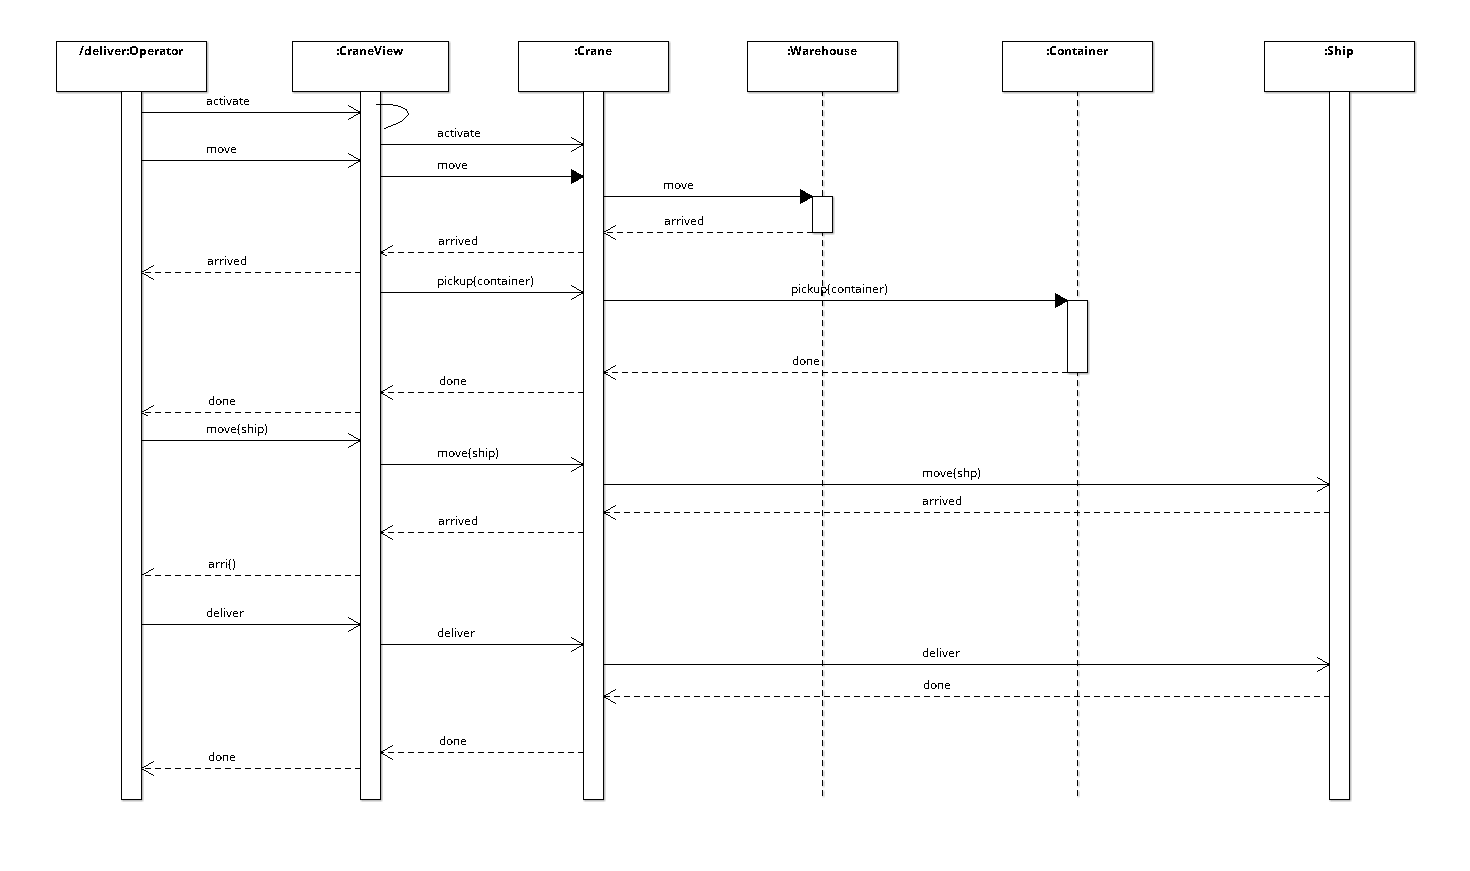 /deliver:Operator
:CraneView
:Crane
:Warehouse
:Container
:Ship
activate
activate
move
move
move
arrived
arrived
arrived
pickup(container)
pickup(container)
done
done
done
move(ship)
move(ship)
move(shp)
arrived
arrived
arri()
deliver
deliver
deliver
done
done
done